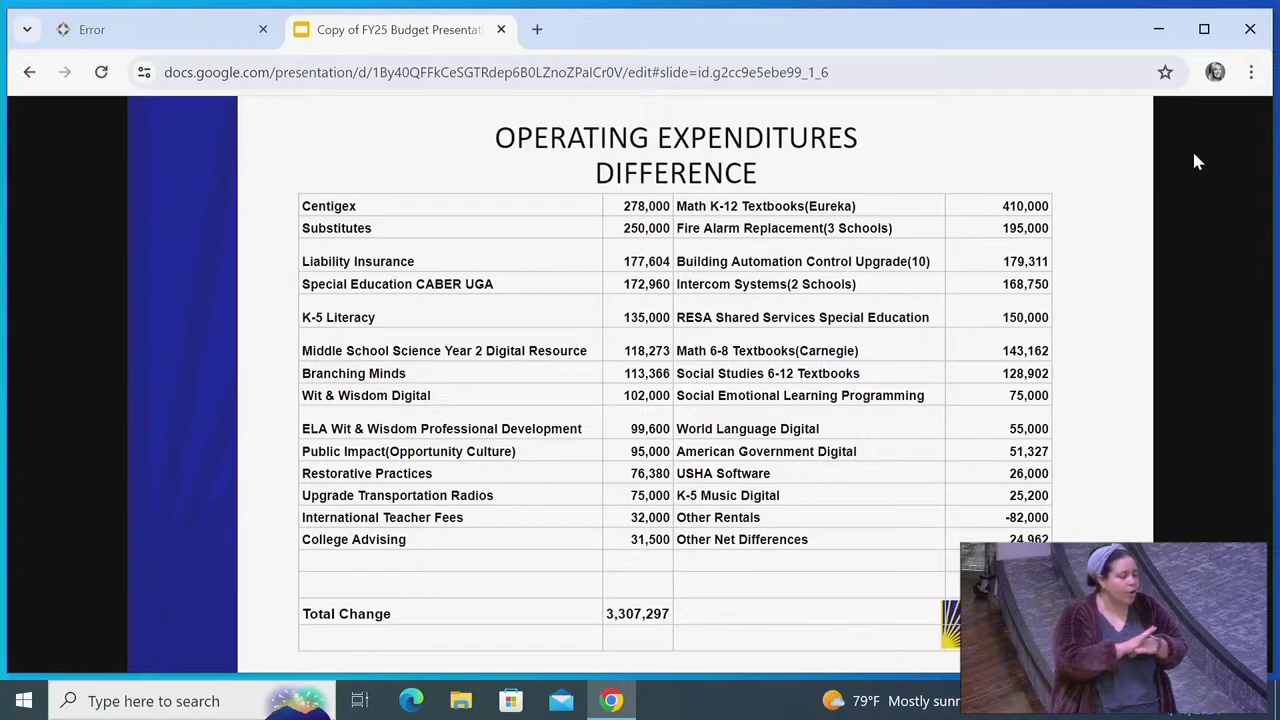 Error
Copy of FY25 Budget Presentati
docs.google.com/presentation/d/1By40QFFkCeSGTRdep6B0LZnoZPaICr0V/edit#slide=id.g2cc9e5ebe99_1_6
OPERATING EXPENDITURES
DIFFERENCE
Centigex 278,000 Math K-12 Textbooks(Eureka) 410,000
Substitutes 250,000 Fire Alarm Replacement(3 Schools) 195,000
Liability Insurance 177,604 Building Automation Control Upgrade(10) 179,311
Special Education CABER UGA 172,960 Intercom Systems(2 Schools) 168,750
K-5 Literacy 135,000 RESA Shared Services Special Education 150,000
Middle School Science Year 2 Digital Resource 118,273 Math 6-8 Textbooks(Carnegie) 143,162
Branching Minds 113,366 Social Studies 6-12 Textbooks 128,902
Wit & Wisdom Digital 102,000 Social Emotional Learning Programming 75,000
ELA Wit & Wisdom Professional Development 99,600 World Language Digital 55,000
Public Impact(Opportunity Culture) 95,000 American Government Digital 51,327
Restorative Practices 76,380 USHA Software 26,000
Upgrade Transportation Radios 75,000 K-5 Music Digital 25,200
International Teacher Fees 32,000 Other Rentals -82,000
College Advising 31,500 Other Net Differences 24,962
Total Change 3,307,297
Type here to search
79°F Mostly sunn